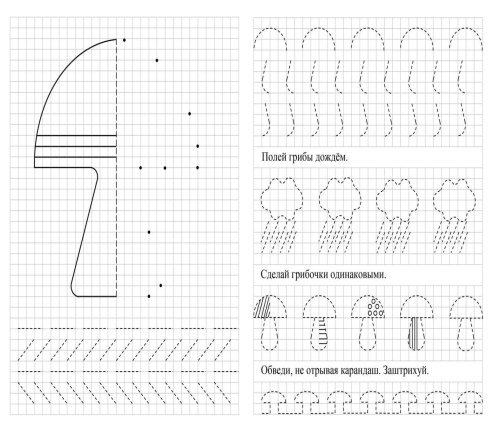 Полей грибы дождём.
Сделай грибочки одинаковыми.
Обведи, не отрывая карандаш. Заштрихуй.